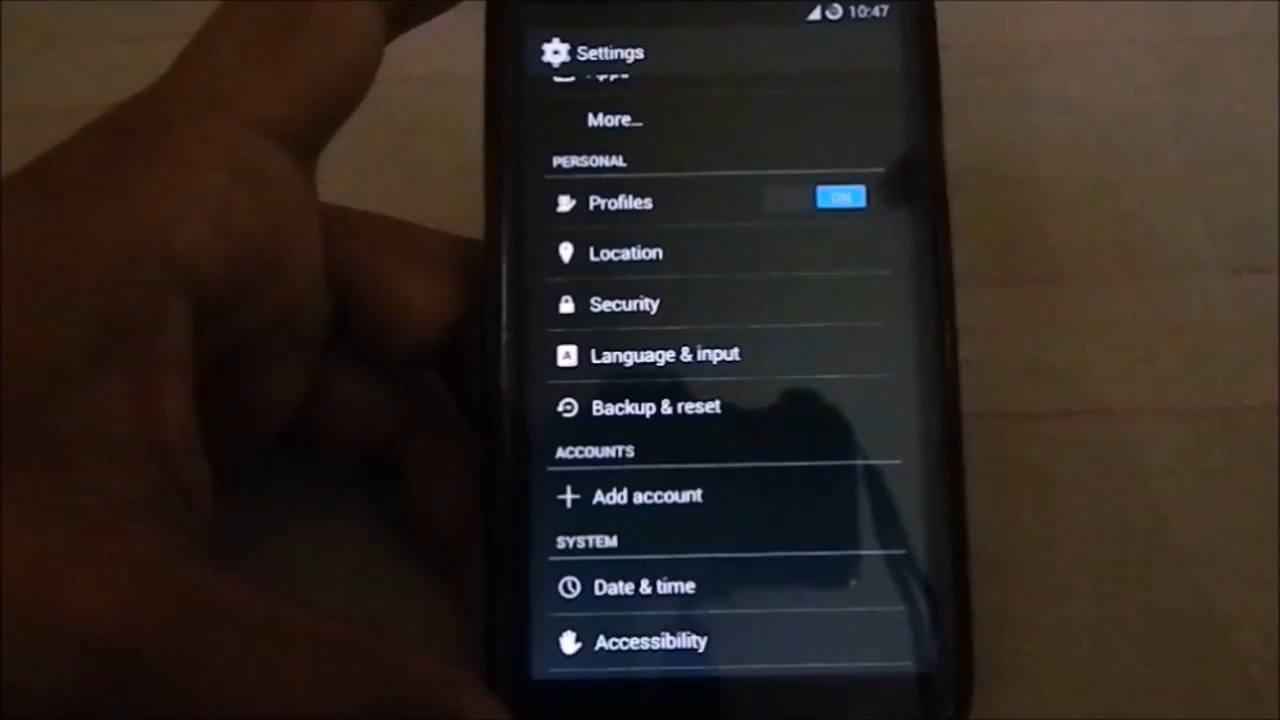 10:47
Settings
Apps
More...
PERSONAL
Profiles
ON
Location
Security
Language & input
Backup & reset
ACCOUNTS
Add account
SYSTEM
Date & time
Accessibility